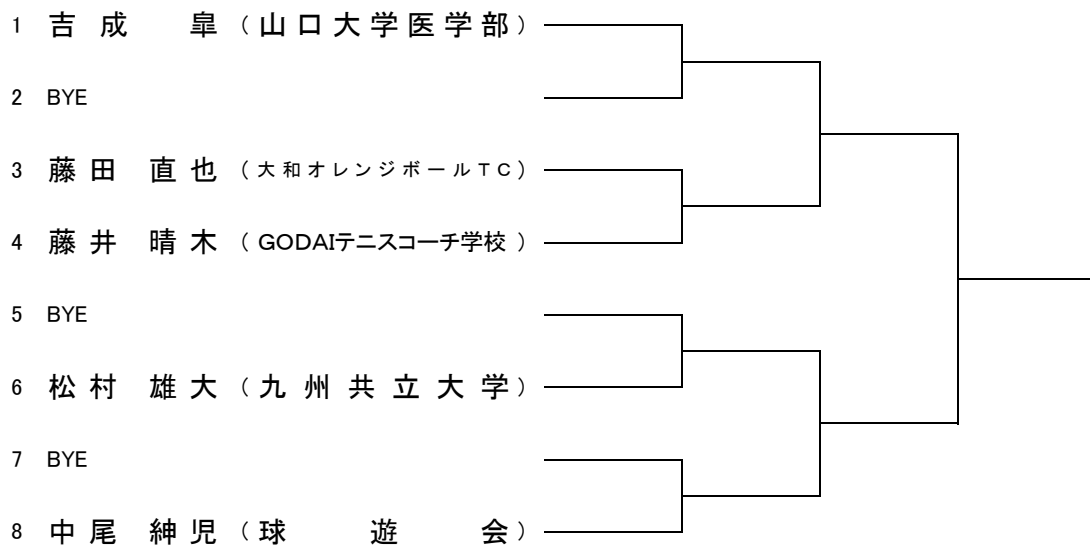 1 吉成 皐 (山口大学医学部)
2 BYE
3 藤田 直也 (大和オレンジボールTC)
4 藤井 晴木 (GODAIテニスコーチ学校)
5 BYE
6 松村 雄大 (九州共立大学)
7 BYE
8 中尾 紳児 (球遊会)